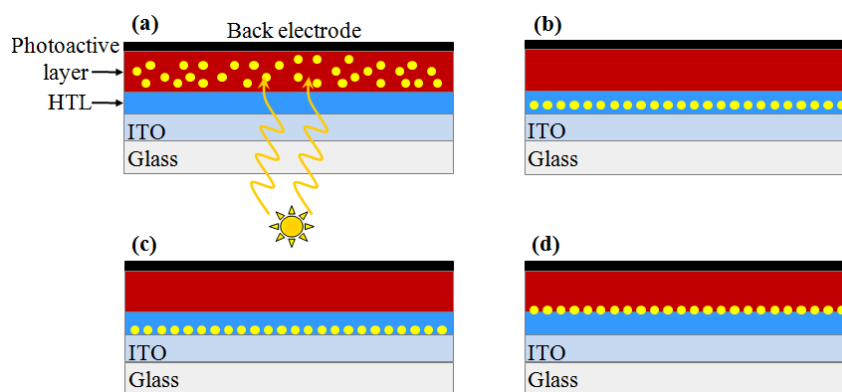 (a)
Back electrode
Photoactive
layer
HTL
ITO
Glass
(b)
ITO
Glass
(c)
ITO
Glass
(d)
ITO
Glass